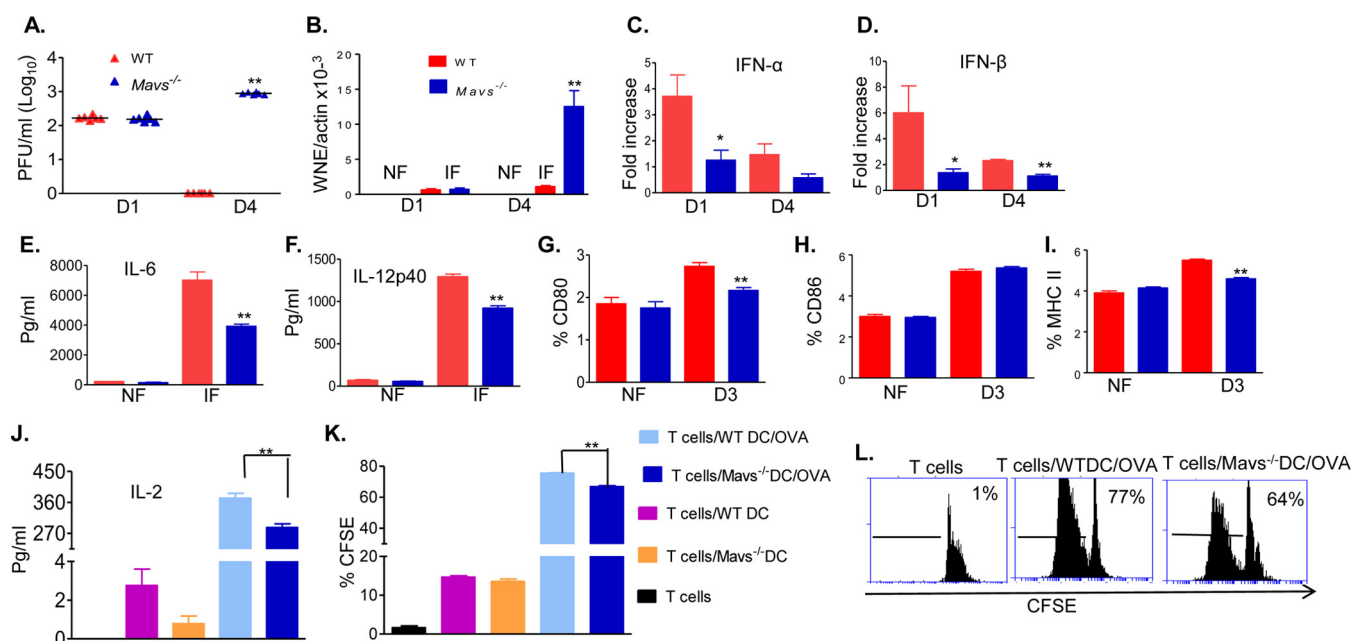 A.
WT
Mavs-/-
PFU/ml (Log10)
4
3
2
1
0
**
D1
D4
B.
WNE/actin x10-3
20
15
10
5
0
WT
Mavs-/-
**
NF
IF
NF
IF
D1
D4
C.
IFN-α
Fold increase
5
4
3
2
1
0
*
D1
D4
D.
IFN-β
Fold increase
10
8
6
4
2
0
*
**
D1
D4
E.
IL-6
Pg/ml
8000
6000
4000
2000
0
**
NF
IF
F.
IL-12p40
Pg/ml
1500
1000
500
0
**
NF
IF
G.
% CD80
3
2
1
0
**
NF
D3
H.
% CD86
6
4
2
0
NF
D3
I.
% MHC II
6
4
2
0
**
NF
D3
J.
IL-2
Pg/ml
450
360
270
4
2
0
**
K.
% CFSE
80
60
40
20
10
0
**
T cells/WT DC/OVA
T cells/Mavs-/-DC/OVA
T cells/WT DC
T cells/Mavs-/-DC
T cells
L.
T cells
T cells/WTDC/OVA
T cells/Mavs-/-DC/OVA
1%
77%
64%
CFSE